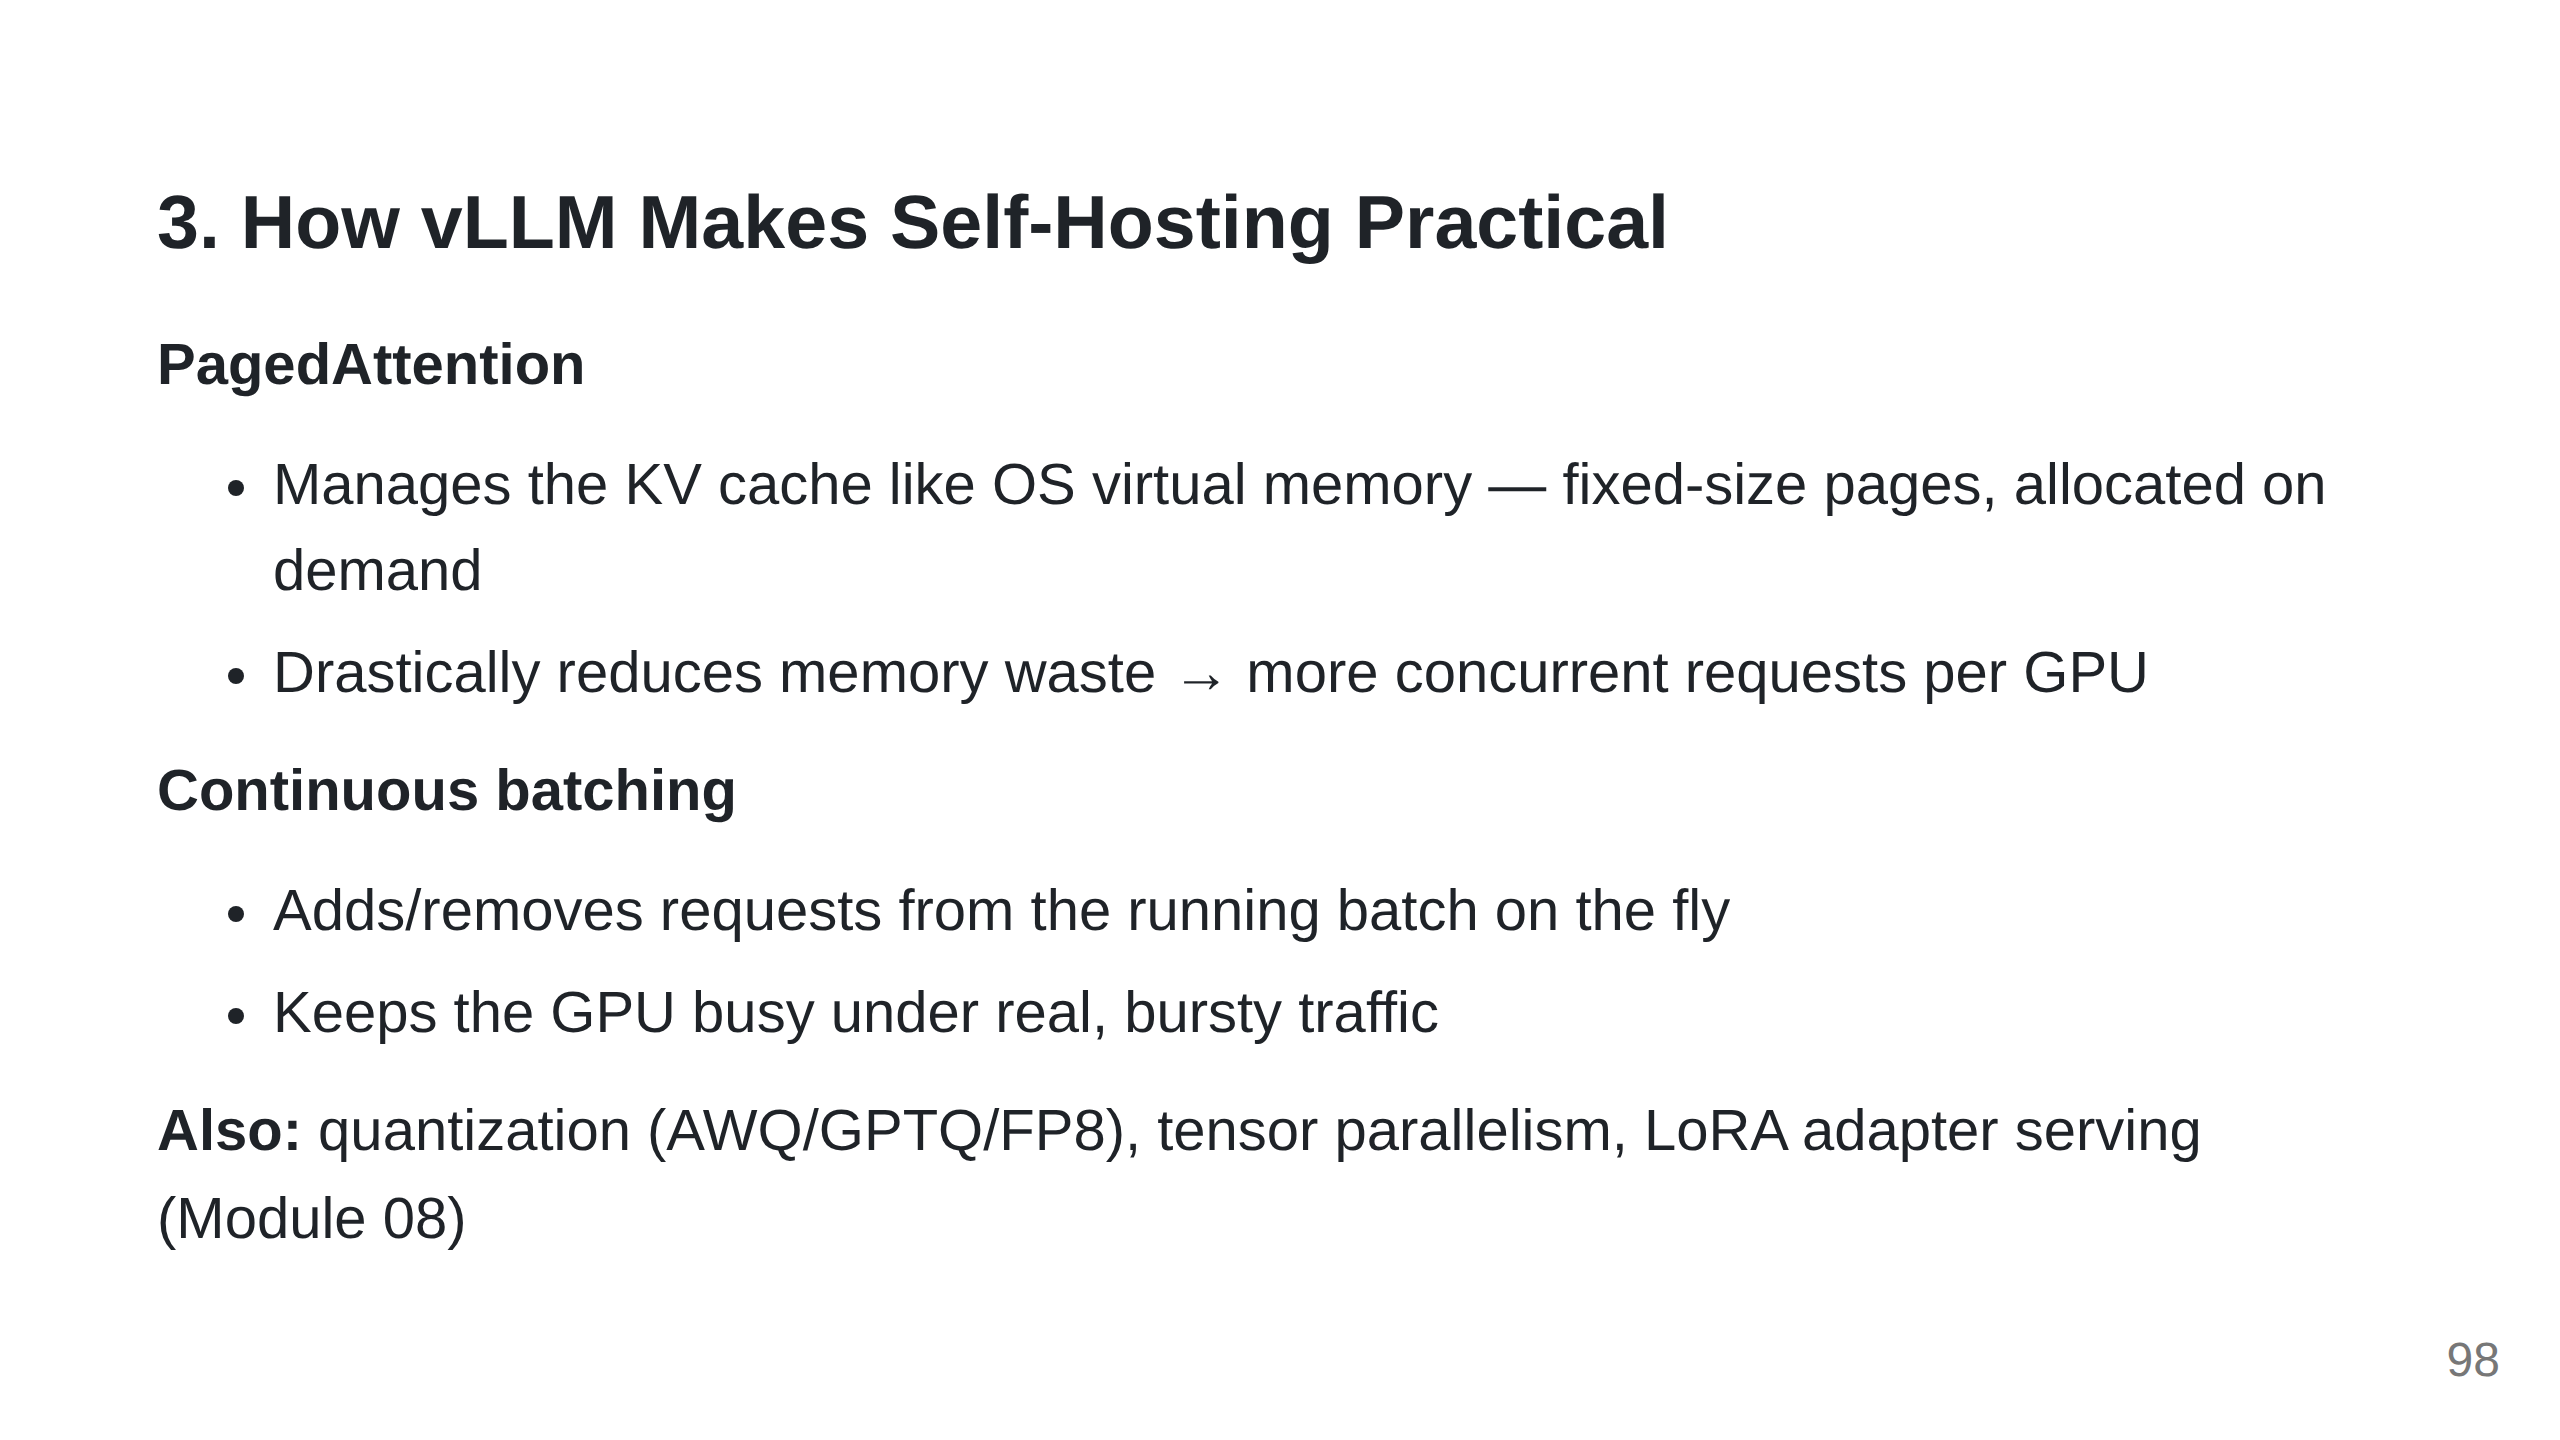 3. How vLLM Makes Self-Hosting Practical
PagedAttention
• Manages the KV cache like OS virtual memory — fixed-size pages, allocated on
demand
• Drastically reduces memory waste → more concurrent requests per GPU
Continuous batching
• Adds/removes requests from the running batch on the fly
• Keeps the GPU busy under real, bursty traffic
Also: quantization (AWQ/GPTQ/FP8), tensor parallelism, LoRA adapter serving
(Module 08)
98